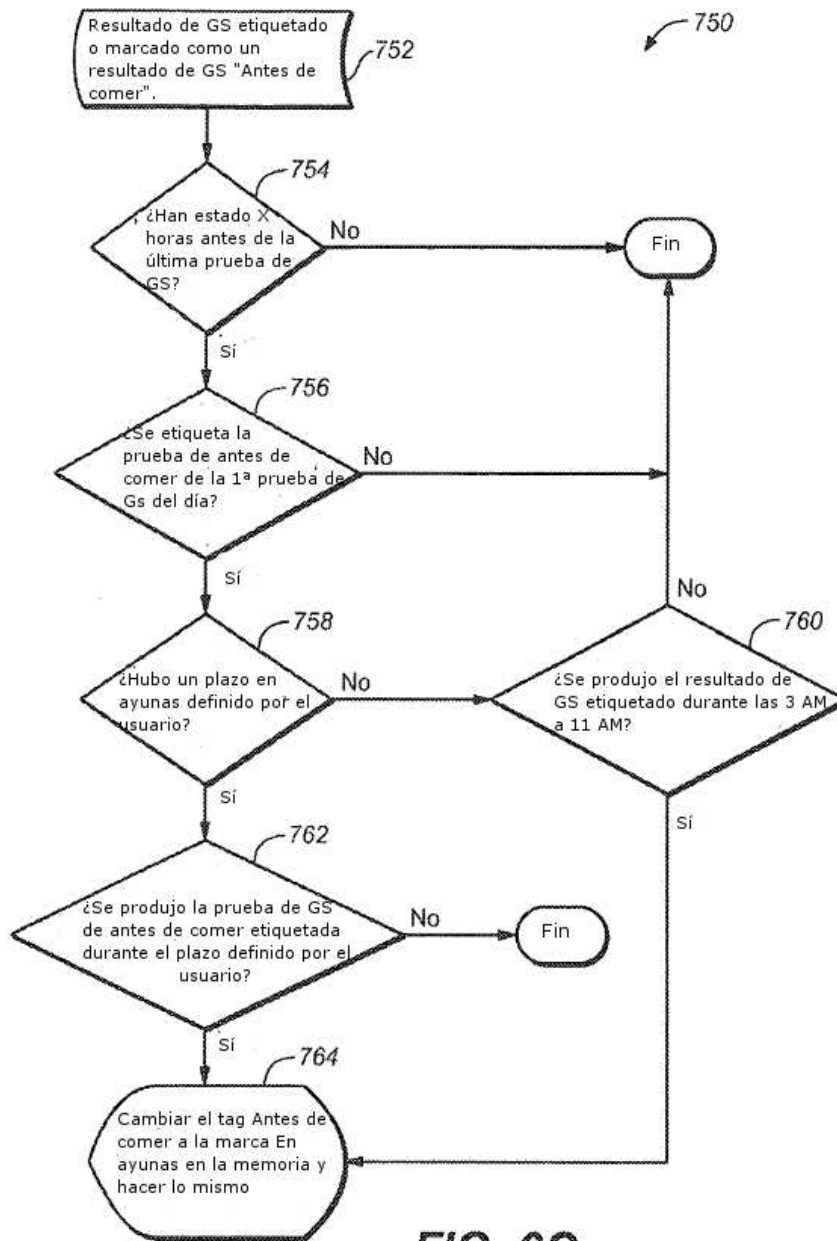 Resultado de GS etiquetado
o marcado como un
resultado de GS "Antes de
comer".
752
750
754
¿Han estado X
horas antes de la
última prueba de
GS?
No
Fin
Sí
756
¿Se etiqueta la
prueba de antes de
comer de la 1ª prueba de
Gs del día?
No
Sí
758
¿Hubo un plazo en
ayunas definido por el
usuario?
No
No
760
¿Se produjo el resultado de
GS etiquetado durante las 3 AM
a 11 AM?
Sí
Sí
762
¿Se produjo la prueba de GS
de antes de comer etiquetada
durante el plazo definido por el
usuario?
No
Fin
Sí
764
Cambiar el tag Antes de
comer a la marca En
ayunas en la memoria y
hacer lo mismo